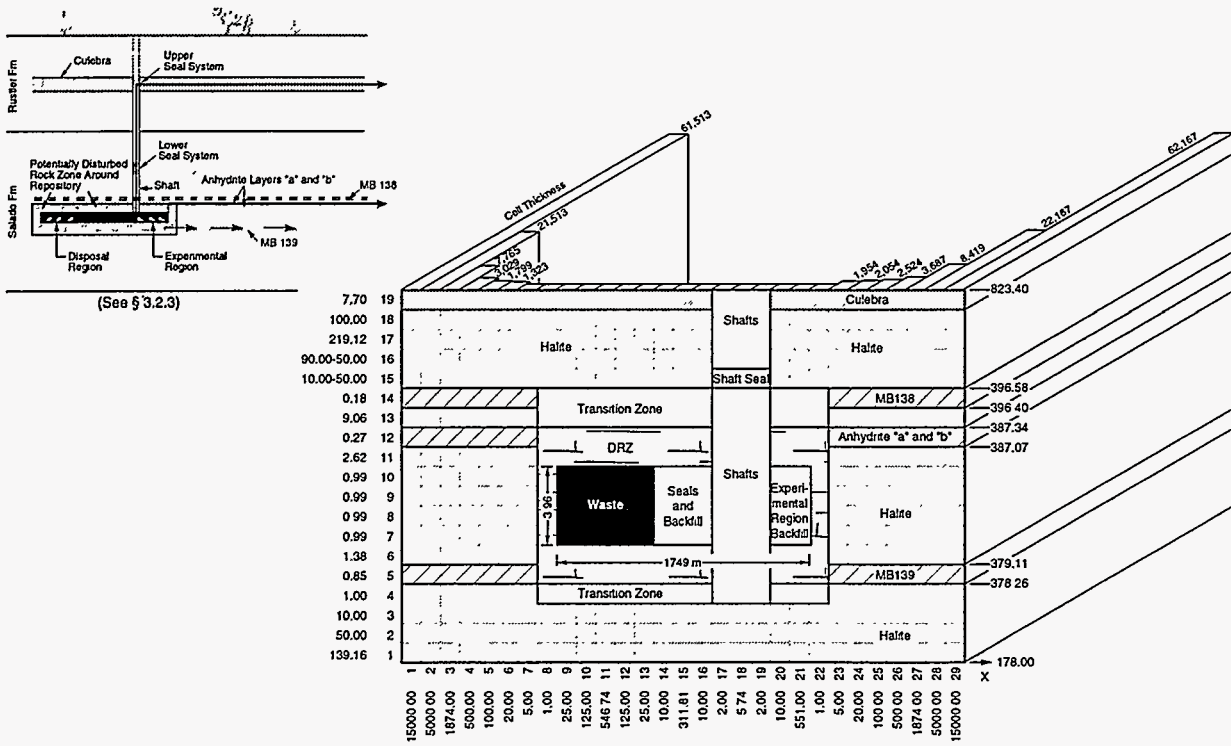 Rustler Fm
Culebra
Upper
Seal System
Lower
Seal System
Salado Fm
Potentially Disturbed
Rock Zone Around
Repository
Shaft
Anhydrite Layers "a" and "b"
MB 138
MB 139
Disposal
Region
Experimental
Region
(See § 3.2.3)
Cell Thickness
61,513
21,513
7,765
3,029
1,799
1,323
1,954
2,054
2,524
3,687
8,419
22,167
62,167
7,70 19
100,00 18
219,12 17
90.00-50.00 16
10.00-50.00 15
0.18 14
9.06 13
0.27 12
2.62 11
0.99 10
0.99 9
0 99 8
0.99 7
1.38 6
0.85 5
1.00 4
10.00 3
50.00 2
139.16 1
Culebra
Shafts
Halite
Halite
Shaft Seal
MB138
Transition Zone
Anhydrite "a" and "b"
DRZ
Shafts
3 96
Waste
Seals
and
Backfill
Experi-
mental
Region
Backfill
Halite
1749 m
MB139
Transition Zone
Halite
823.40
396.58
396 40
387.34
387.07
379.11
378 26
178.00
X
1 2 3 4 5 6 7 8 9 10 11 12 13 14 15 16 17 18 19 20 21 22 23 24 25 26 27 28 29
15000 00 5000 00 1874.00 500.00 20.00 5.00 1.00 25.00 125.00 546 74 125.00 25.00 10.00 311.81 10.00 2.00 5 74 2.00 10.00 551.00 1.00 5.00 20.00 100 00 500 00 1874 00 5000 00 15000 00